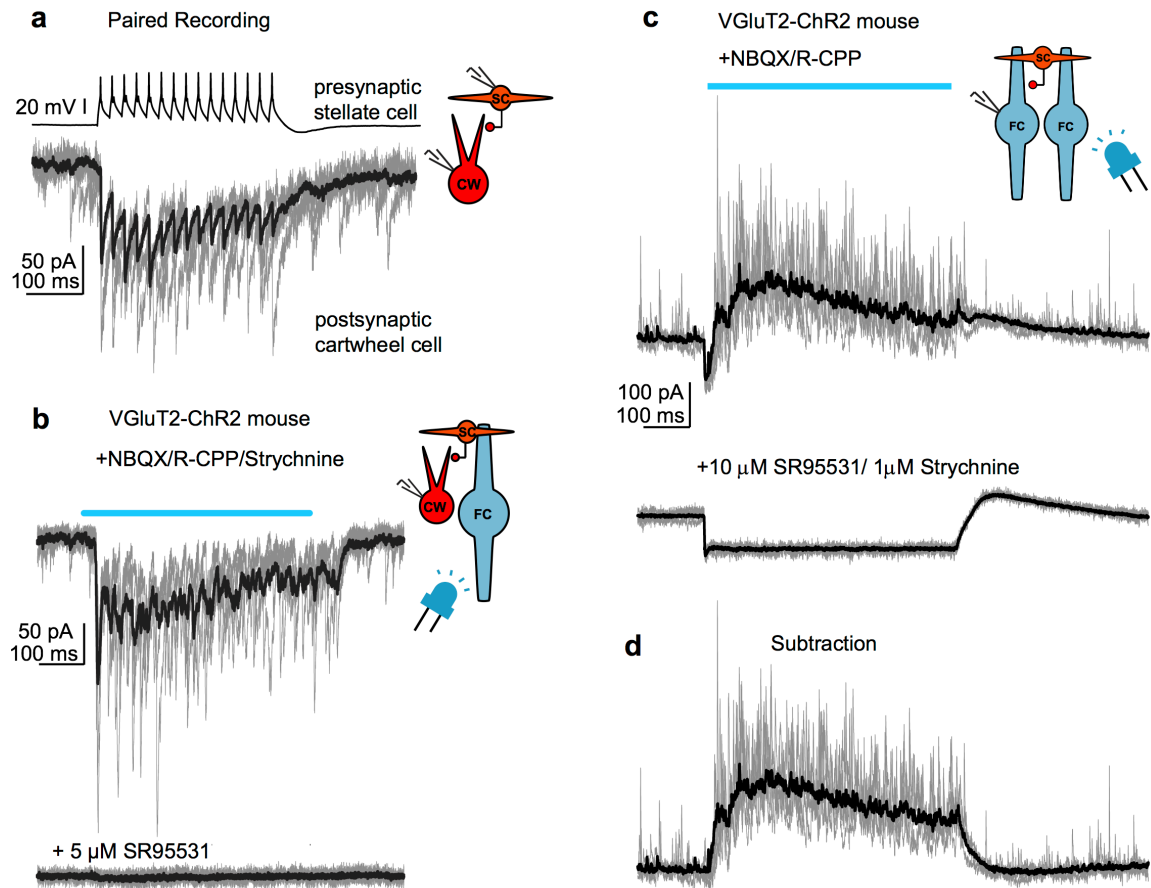 a Paired Recording
20 mV
presynaptic
stellate cell
SC
CW
50 pA
100 ms
postsynaptic
cartwheel cell
b VGluT2-ChR2 mouse
+NBQX/R-CPP/Strychnine
SC
CW
FC
50 pA
100 ms
+ 5 µM SR95531
c VGluT2-ChR2 mouse
+NBQX/R-CPP
SC
FC FC
100 pA
100 ms
+10 µM SR95531/ 1µM Strychnine
d Subtraction